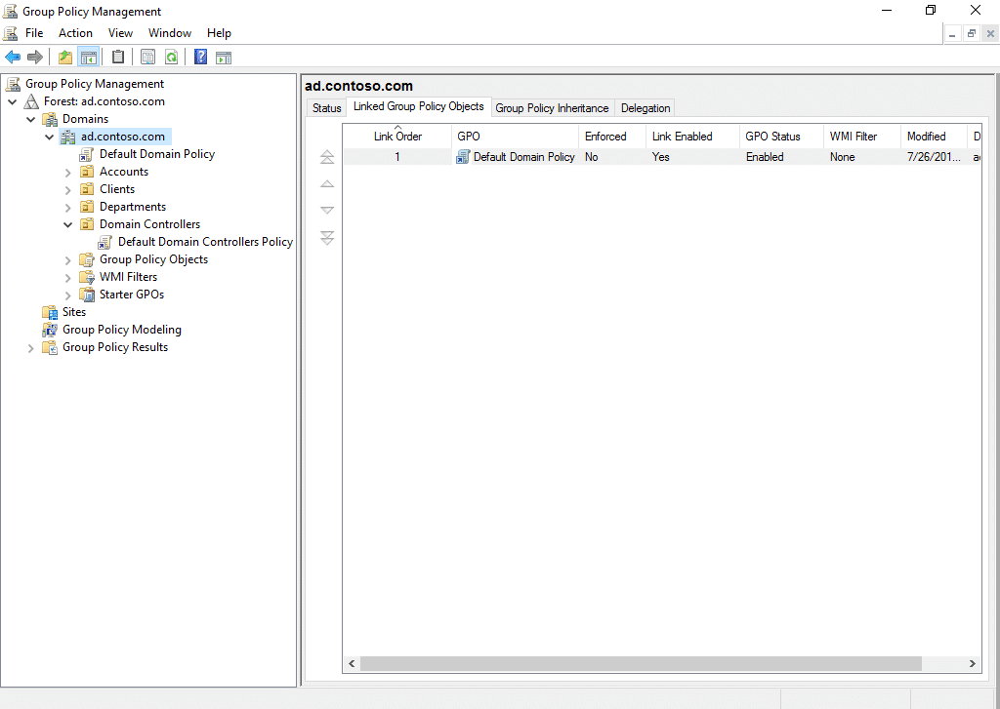 Group Policy Management
File Action View Window Help
Group Policy Management
Forest: ad.contoso.com
Domains
ad.contoso.com
Default Domain Policy
Accounts
Clients
Departments
Domain Controllers
Default Domain Controllers Policy
Group Policy Objects
WMI Filters
Starter GPOs
Sites
Group Policy Modeling
Group Policy Results
ad.contoso.com
Status Linked Group Policy Objects Group Policy Inheritance Delegation
Link Order GPO Enforced Link Enabled GPO Status WMI Filter Modified D
1 Default Domain Policy No Yes Enabled None 7/26/201...